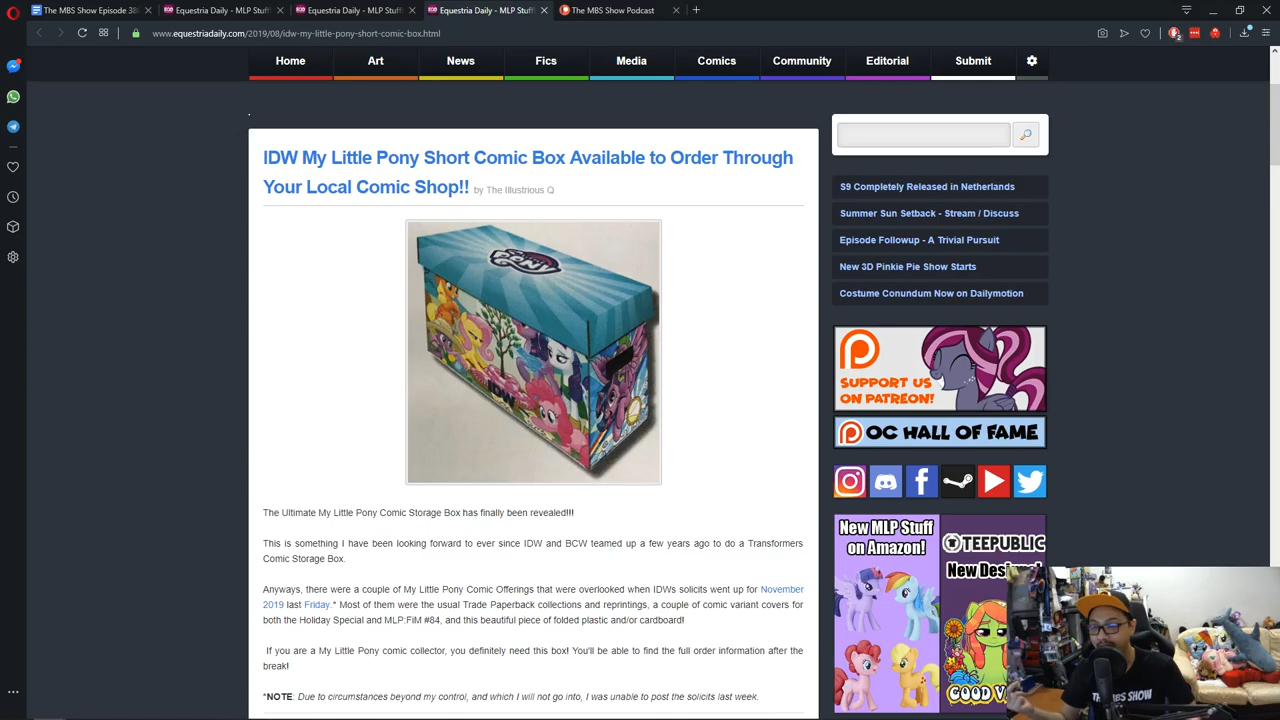 The MBS Show Episode 38
Equestria Daily - MLP Stuff
Equestria Daily - MLP Stuff
Equestria Daily - MLP Stuff
The MBS Show Podcast
www.equestriadaily.com/2019/08/idw-my-little-pony-short-comic-box.html
Home
Art
News
Fics
Media
Comics
Community
Editorial
Submit
IDW My Little Pony Short Comic Box Available to Order Through
Your Local Comic Shop!! by The Illustrious Q
PONY
IDW
The Ultimate My Little Pony Comic Storage Box has finally been revealed!!!
This is something I have been looking forward to ever since IDW and BCW teamed up a few years ago to do a Transformers
Comic Storage Box.
Anyways, there were a couple of My Little Pony Comic Offerings that were overlooked when IDWs solicits went up for November
2019 last Friday.* Most of them were the usual Trade Paperback collections and reprintings, a couple of comic variant covers for
both the Holiday Special and MLP:FiM #84, and this beautiful piece of folded plastic and/or cardboard!
If you are a My Little Pony comic collector, you definitely need this box! You'll be able to find the full order information after the
break!
*NOTE: Due to circumstances beyond my control, and which I will not go into, I was unable to post the solicits last week.
S9 Completely Released in Netherlands
Summer Sun Setback - Stream / Discuss
Episode Followup - A Trivial Pursuit
New 3D Pinkie Pie Show Starts
Costume Conundrum Now on Dailymotion
SUPPORT US
ON PATREON!
OC HALL OF FAME
New MLP Stuff
on Amazon!
TEEPUBLIC
New
GOOD
THE MBS SHOW